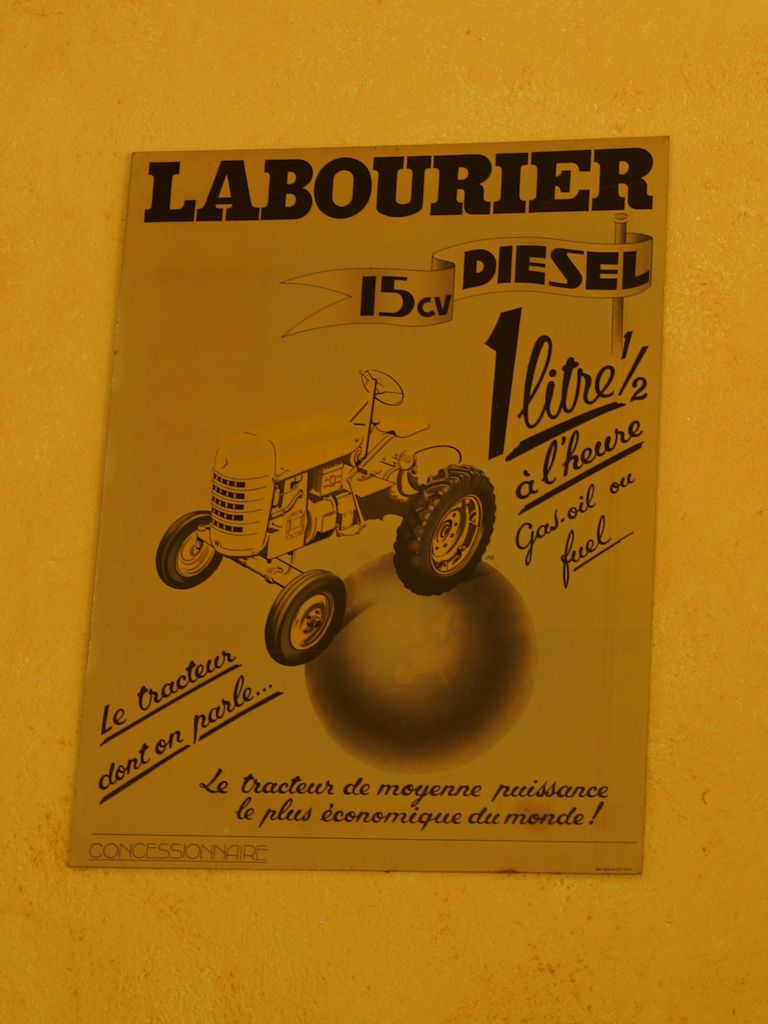 LABOURIER
DIESEL
15cv
1 litre 1/2
à l'heure
Gas-oil ou
fuel
Le tracteur
dont on parle...
Le tracteur de moyenne puissance
le plus économique du monde!
CONCESSIONNAIRE